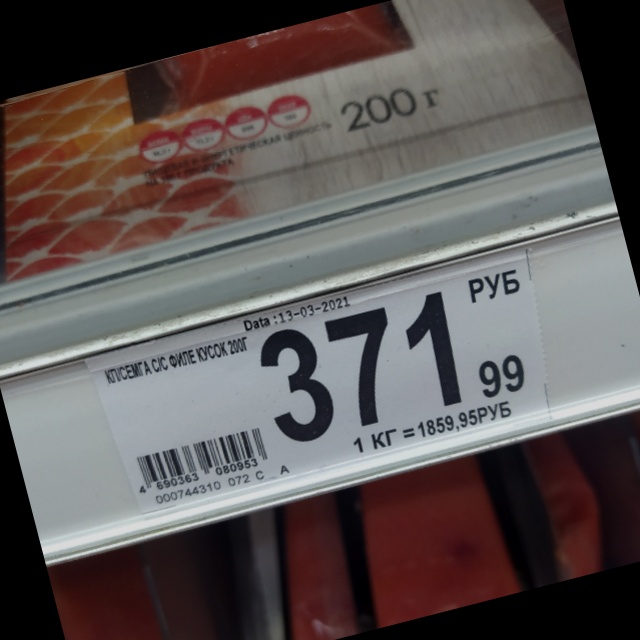 200 г
Data :13-03-2021
КЛ\СЕМГА С/С ФИЛЕ КУСОК 200Г
371
99
РУБ
1 КГ=1859,95РУБ
4 690363 080953
000744310 072 С А